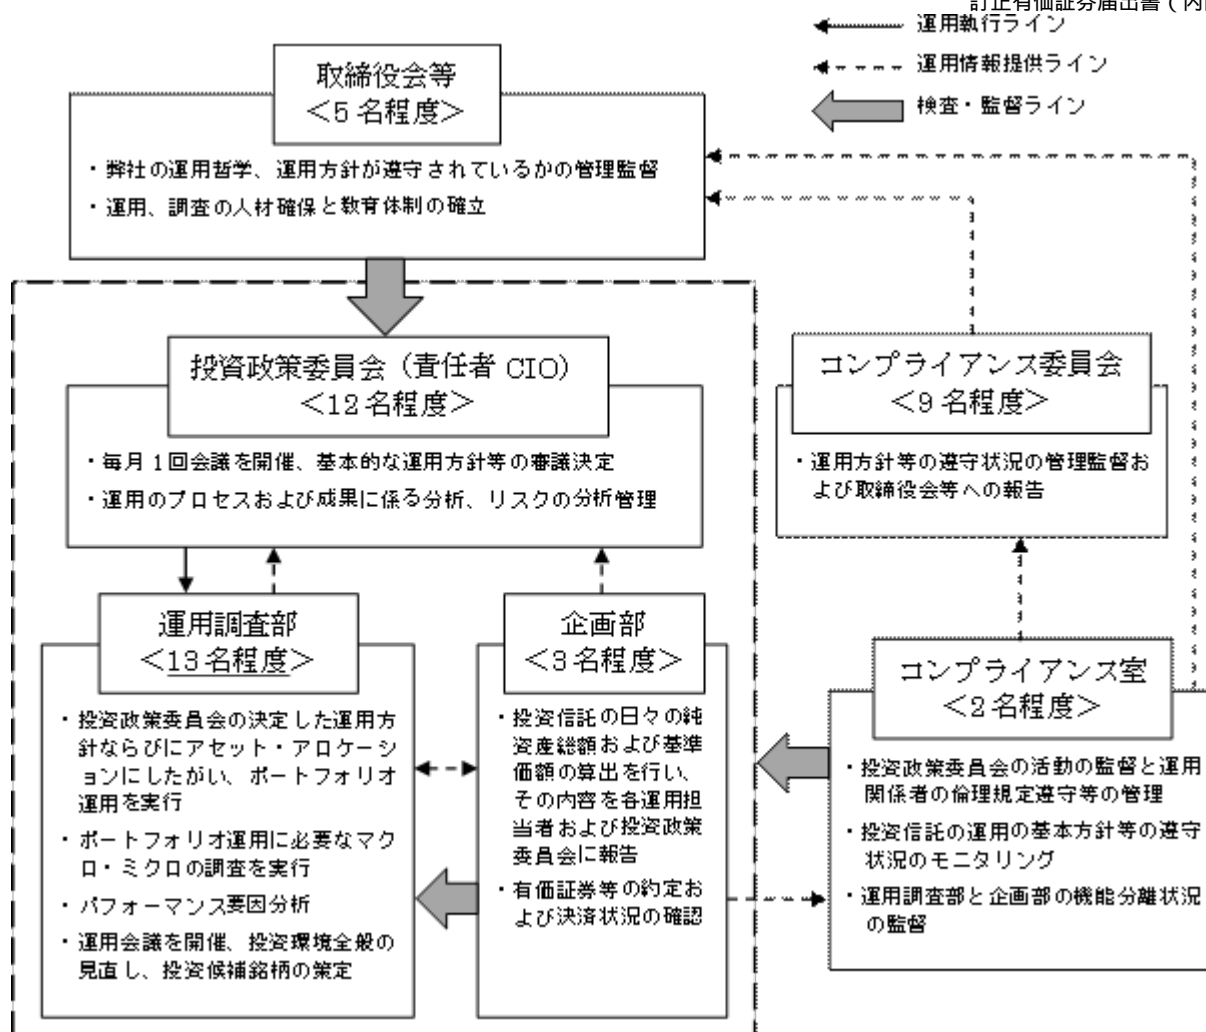 訂正有価証券届出書(内
運用執行ライン
運用情報提供ライン
検査・監督ライン
取締役会等
<5名程度>
・弊社の運用哲学、運用方針が遵守されているかの管理監督
・運用、調査の人材確保と教育体制の確立
投資政策委員会(責任者 CIO)
<12名程度>
・毎月1回会議を開催、基本的な運用方針等の審議決定
・運用のプロセスおよび成果に係る分析、リスクの分析管理
コンプライアンス委員会
<9名程度>
・運用方針等の遵守状況の管理監督お
よび取締役会等への報告
運用調査部
<13名程度>
・投資政策委員会の決定した運用方
針ならびにアセット・アロケーシ
ョンにしたがい、ポートフォリオ
運用を実行
・ポートフォリオ運用に必要なマク
ロ・ミクロの調査を実行
・パフォーマンス要因分析
・運用会議を開催、投資環境全般の
見直し、投資候補銘柄の策定
企画部
<3名程度>
・投資信託の日々の純
資産総額および基準
価額の算出を行い、
その内容を各運用担
当者および投資政策
委員会に報告
・有価証券等の約定お
よび決済状況の確認
コンプライアンス室
<2名程度>
・投資政策委員会の活動の監督と運用
関係者の倫理規定遵守等の管理
・投資信託の運用の基本方針等の遵守
状況のモニタリング
・運用調査部と企画部の機能分離状況
の監督